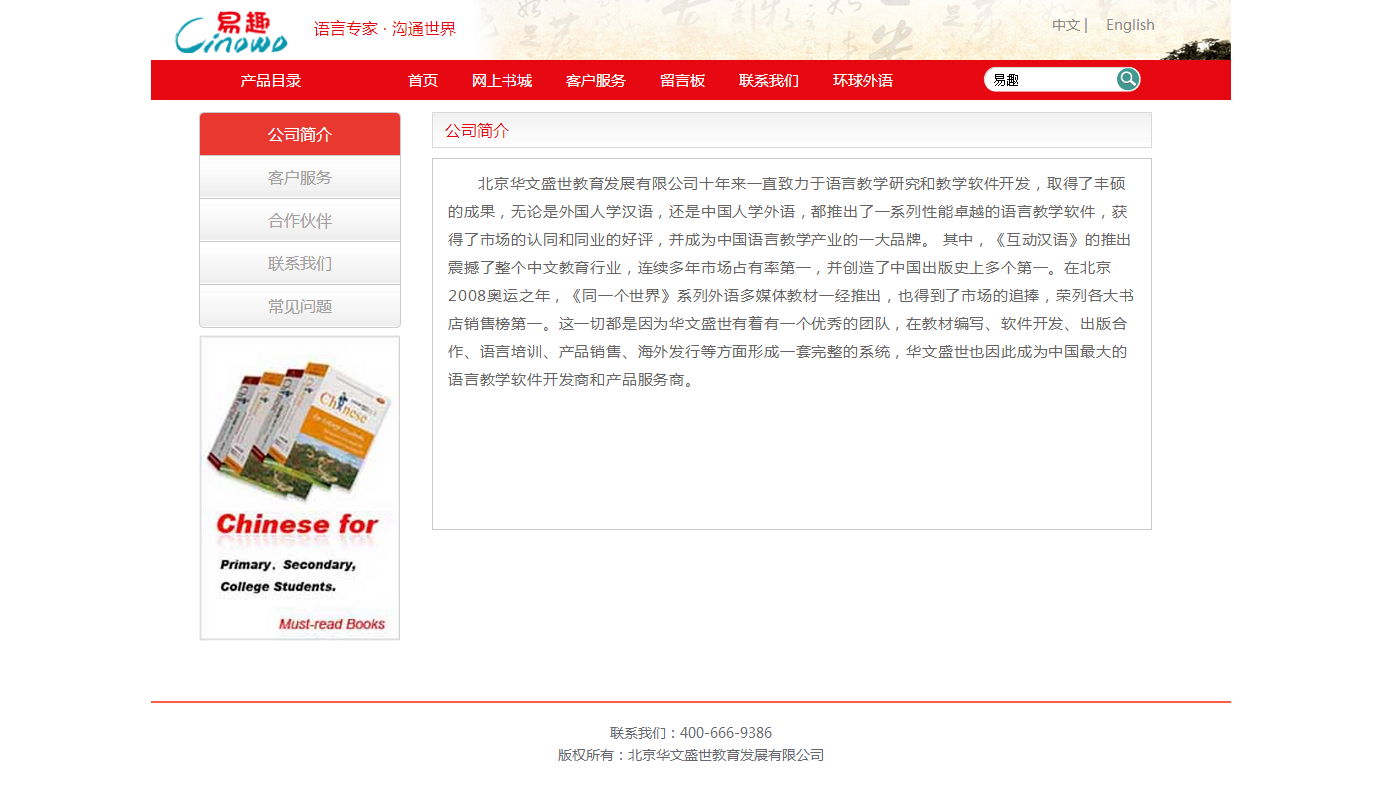 易趣
Cinowo
语言专家 · 沟通世界
中文 | English
产品目录 首页 网上书城 客户服务 留言板 联系我们 环球外语 易趣
公司简介
客户服务
合作伙伴
联系我们
常见问题
Chinese
Chinese for
Primary, Secondary,
College Students.
Must-read Books
公司简介
北京华文盛世教育发展有限公司十年来一直致力于语言教学研究和教学软件开发，取得了丰硕
的成果，无论是外国人学汉语，还是中国人学外语，都推出了一系列性能卓越的语言教学软件，获
得了市场的认同和同业的好评，并成为中国语言教学产业的一大品牌。 其中，《互动汉语》的推出
震撼了整个中文教育行业，连续多年市场占有率第一，并创造了中国出版史上多个第一。在北京
2008奥运之年，《同一个世界》系列外语多媒体教材一经推出，也得到了市场的追捧，荣列各大书
店销售榜第一。这一切都是因为华文盛世有着有一个优秀的团队，在教材编写、软件开发、出版合
作、语言培训、产品销售、海外发行等方面形成一套完整的系统，华文盛世也因此成为中国最大的
语言教学软件开发商和产品服务商。
联系我们：400-666-9386
版权所有：北京华文盛世教育发展有限公司